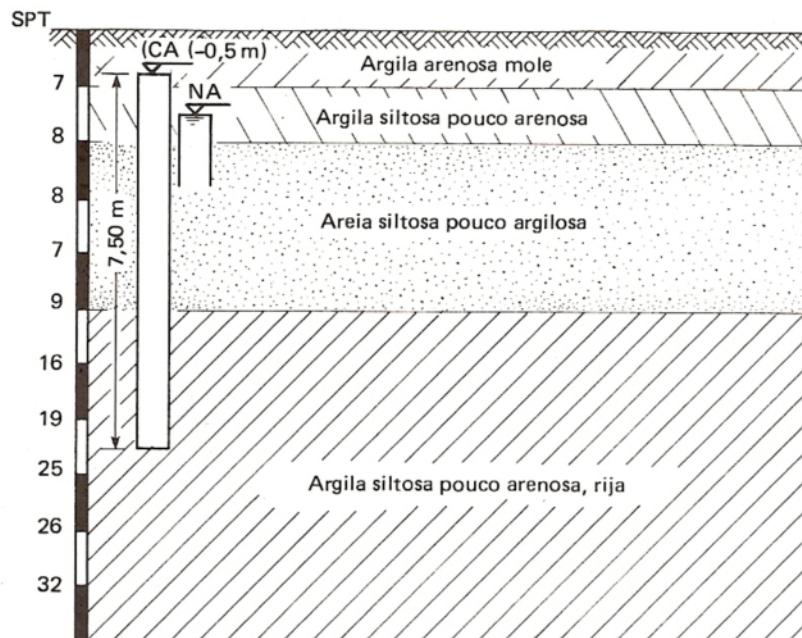 SPT
(CA (–0,5 m)
Argila arenosa mole
7
NA
Argila siltosa pouco arenosa
8
8
Areia siltosa pouco argilosa
7,50 m
7
9
16
19
25
Argila siltosa pouco arenosa, rija
26
32